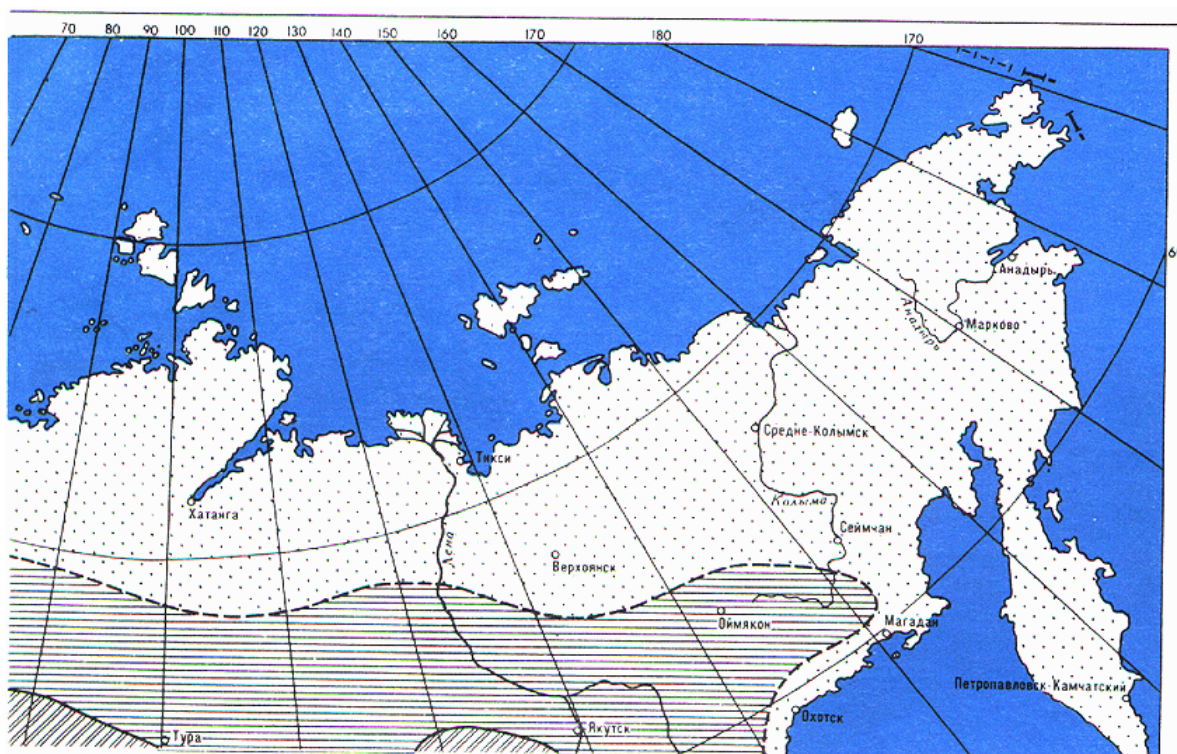 70 80 90 100 110 120 130 140 150 160 170 180 170
Анадырь
Анадырь
Марково
Средне-Колымск
Тикси
Колыма
Хатанга
Сеймчан
Лена
Верхоянск
Оймякон
Магадан
Петропавловск-Камчатский
Охотск
Якутск
Тура